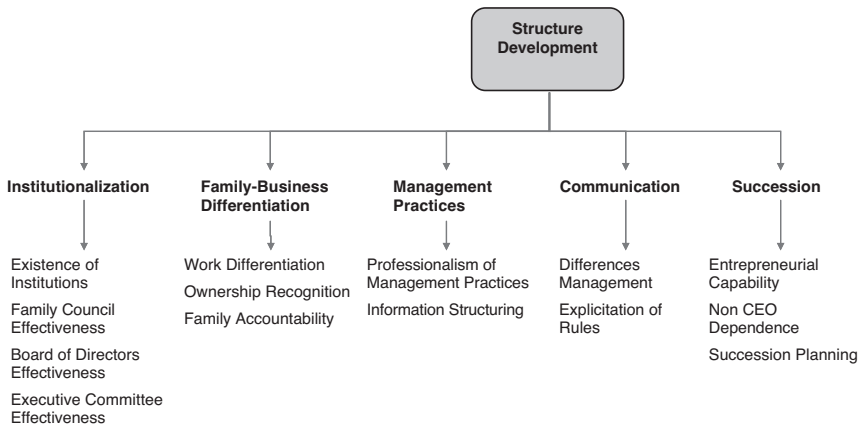 Structure
Development
Institutionalization
Family-Business
Differentiation
Management
Practices
Communication
Succession
Existence of
Institutions
Family Council
Effectiveness
Board of Directors
Effectiveness
Executive Committee
Effectiveness
Work Differentiation
Ownership Recognition
Family Accountability
Professionalism of
Management Practices
Information Structuring
Differences
Management
Explicitation of
Rules
Entrepreneurial
Capability
Non CEO
Dependence
Succession Planning